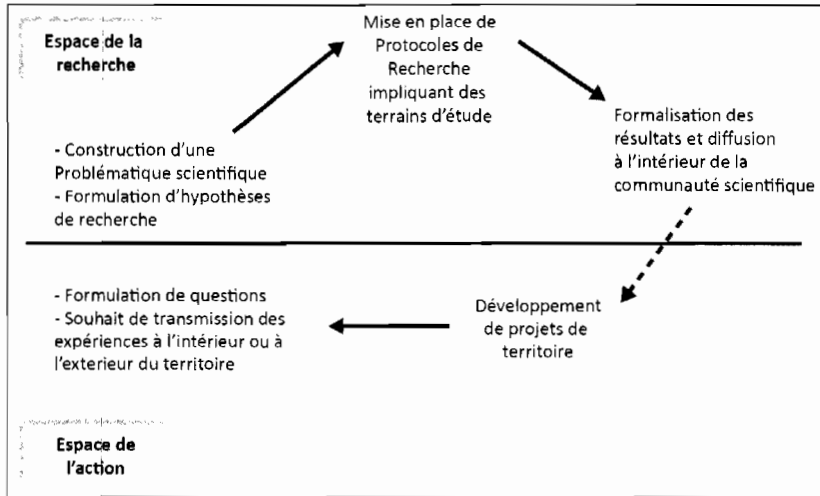 Espace de la
recherche
Mise en place de
Protocoles de
Recherche
impliquant des
terrains d'étude
- Construction d'une
Problématique scientifique
- Formulation d'hypothèses
de recherche
Formalisation des
résultats et diffusion
à l'intérieur de la
communauté scientifique
- Formulation de questions
- Souhait de transmission des
expériences à l'intérieur ou à
l'exterieur du territoire
Développement
de projets de
territoire
Espace de
l'action